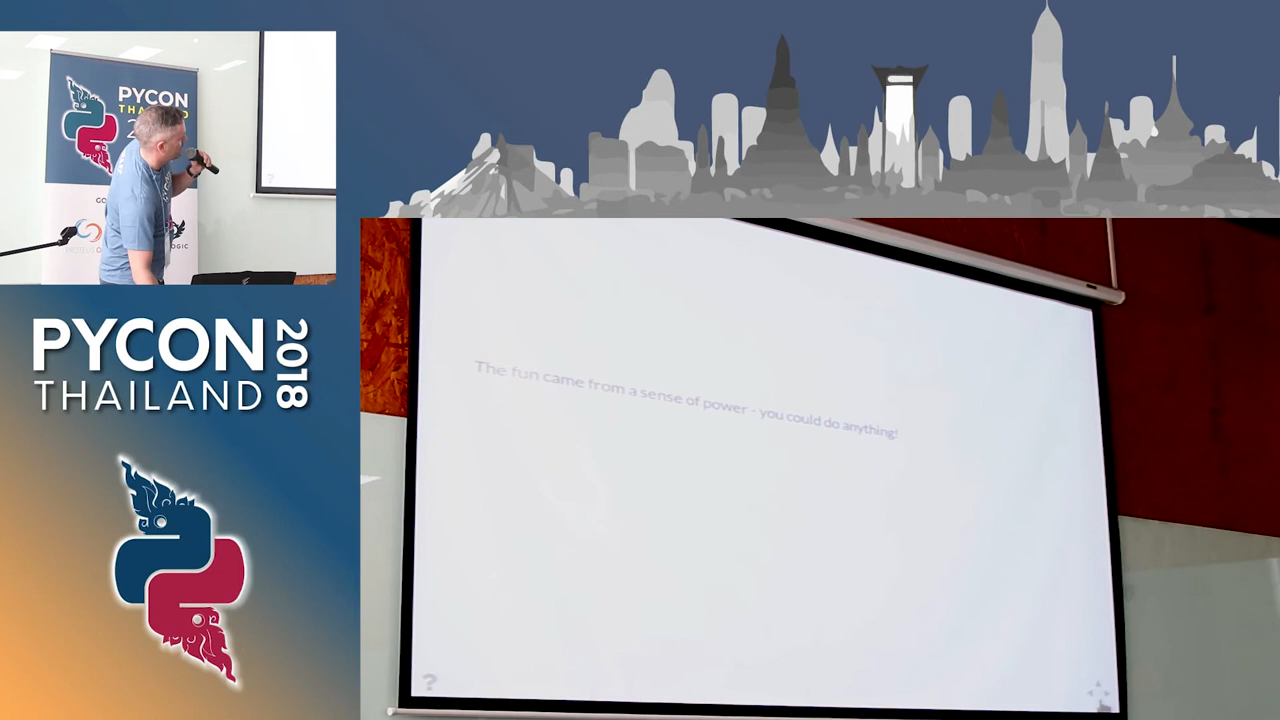 PYCON
THAILAND
2018
The fun came from a sense of power - you could do anything!
?
PYCON